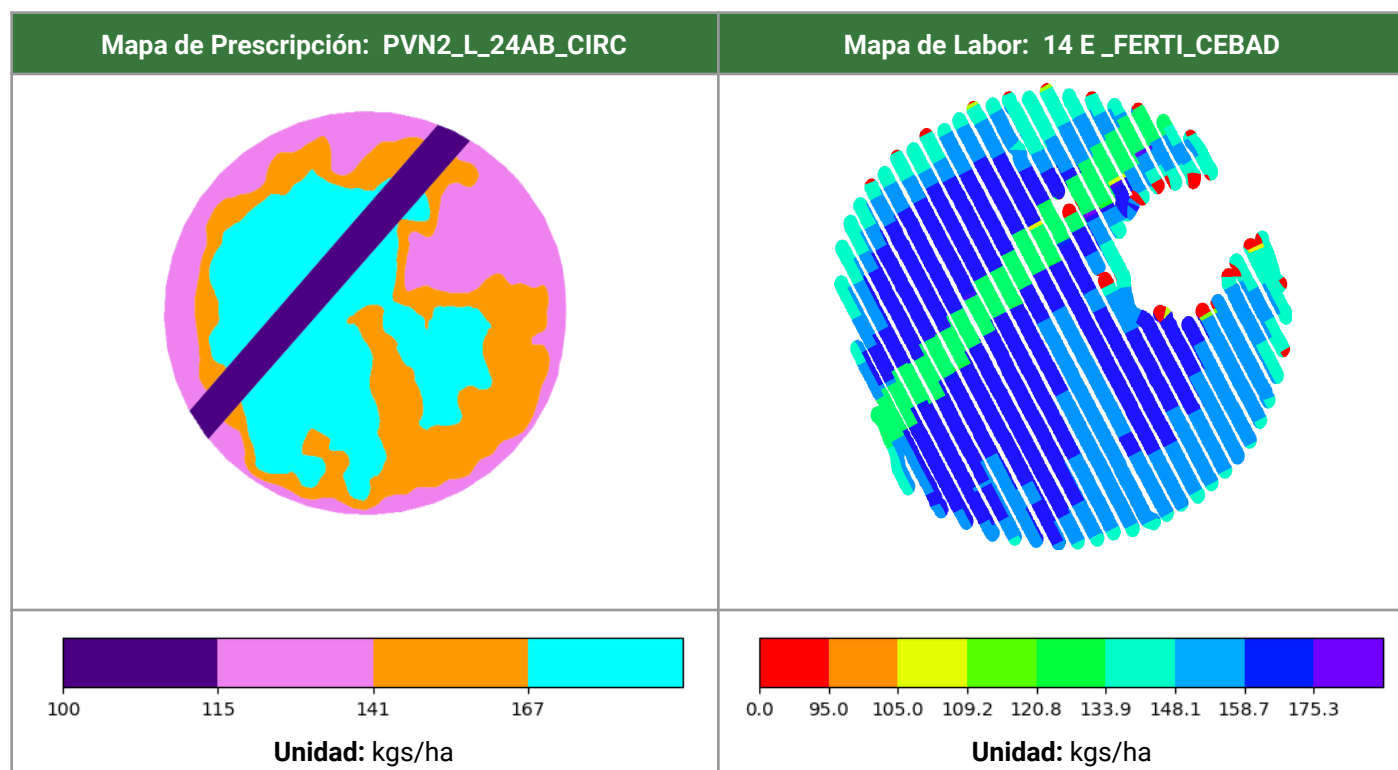 Mapa de Prescripción: PVN2_L_24AB_CIRC
Mapa de Labor: 14 E _FERTI_CEBAD
100 115 141 167
Unidad: kgs/ha
0.0 95.0 105.0 109.2 120.8 133.9 148.1 158.7 175.3
Unidad: kgs/ha